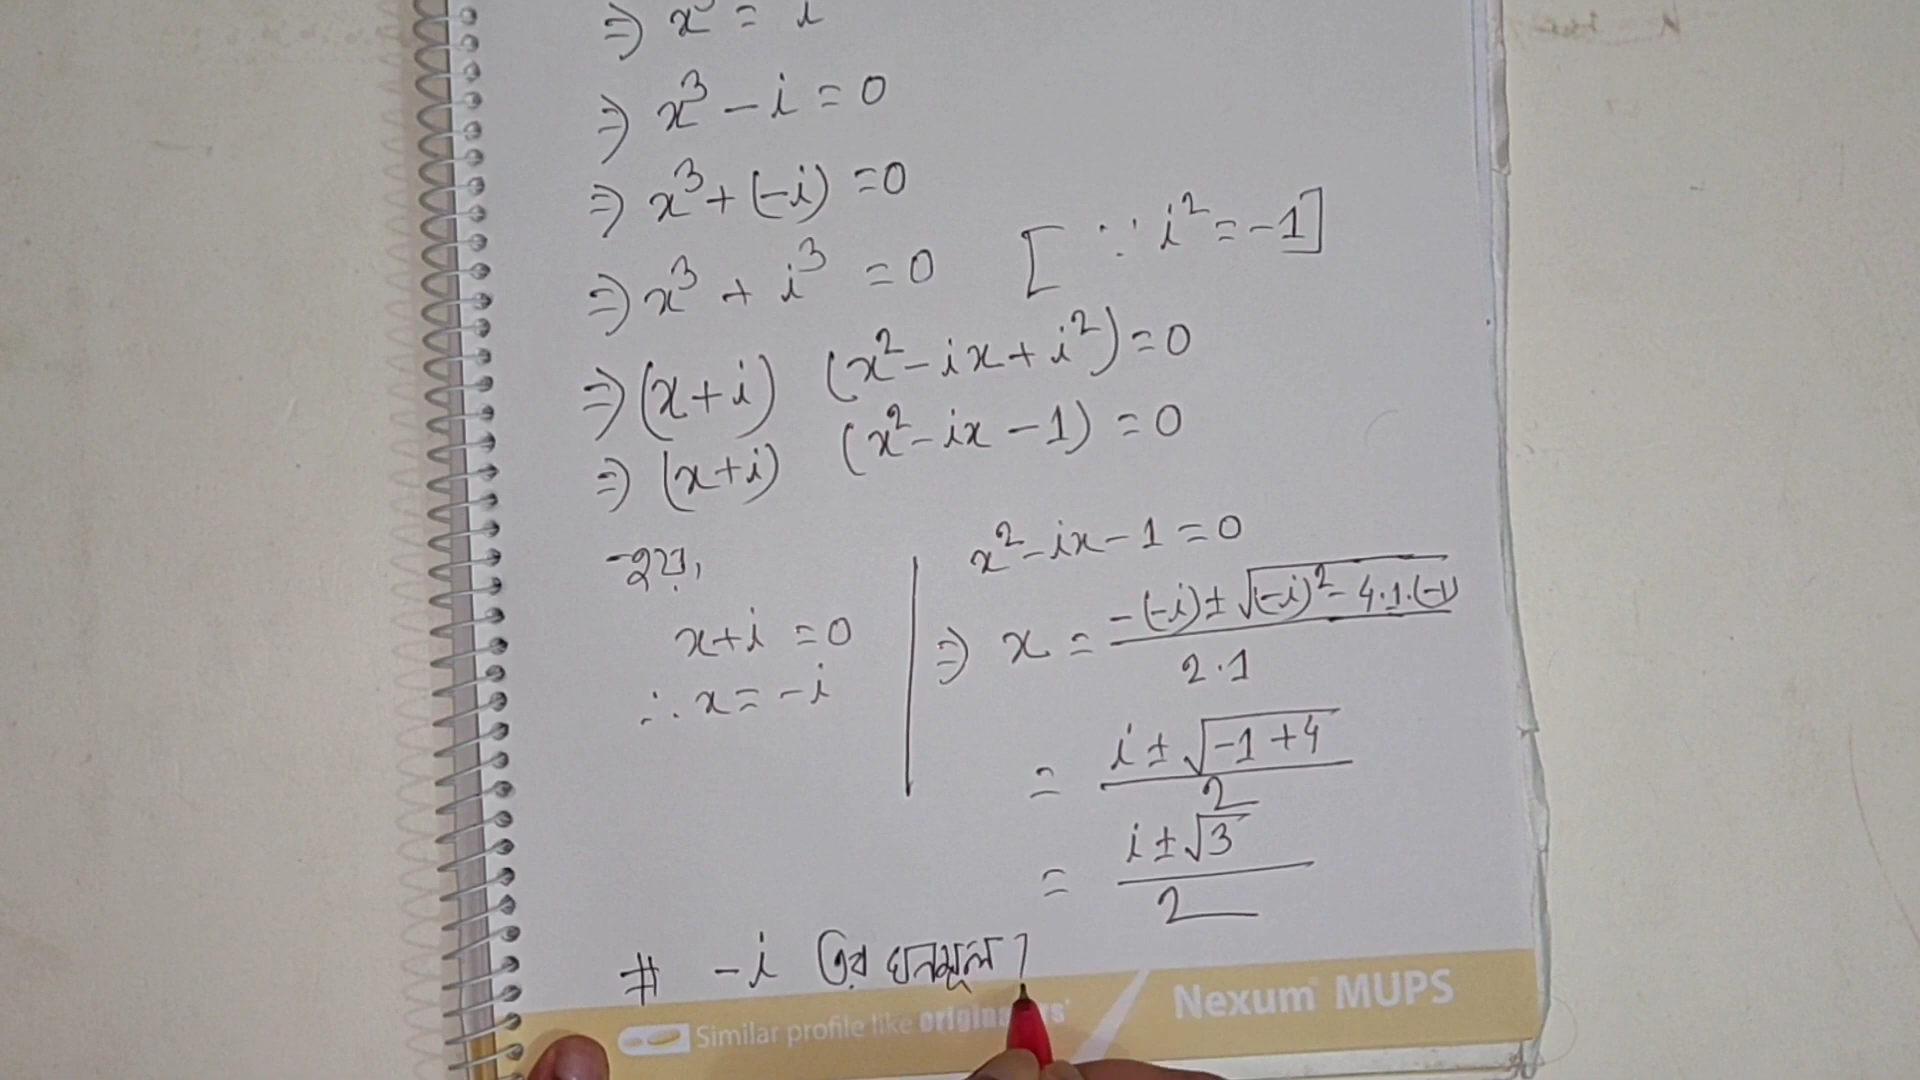 ⇒ x³ = i
⇒ x³ - i = 0
⇒ x³ + (-i) = 0
⇒ x³ + i³ = 0 [∵ i² = -1]
⇒ (x+i) (x² - ix + i²) = 0
⇒ (x+i) (x² - ix - 1) = 0
হয়,
x+i = 0
∴ x = -i
x² - ix - 1 = 0
⇒ x = (-(-i) ± √((-i)² - 4·1·(-1))) / 2·1
= (i ± √(-1+4)) / 2
= (i ± √3) / 2
# -i এর ঘনমূল ?
Similar profile like originators'
Nexum MUPS